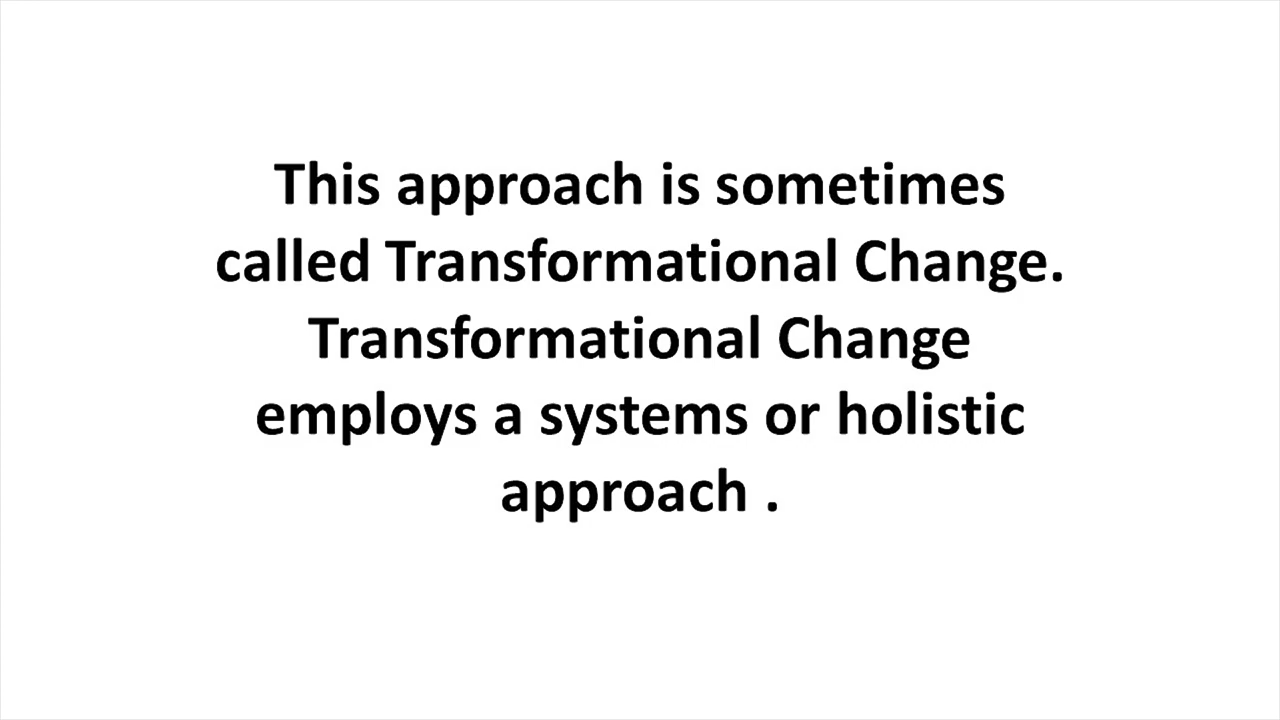 This approach is sometimes
called Transformational Change.
Transformational Change
employs a systems or holistic
approach .